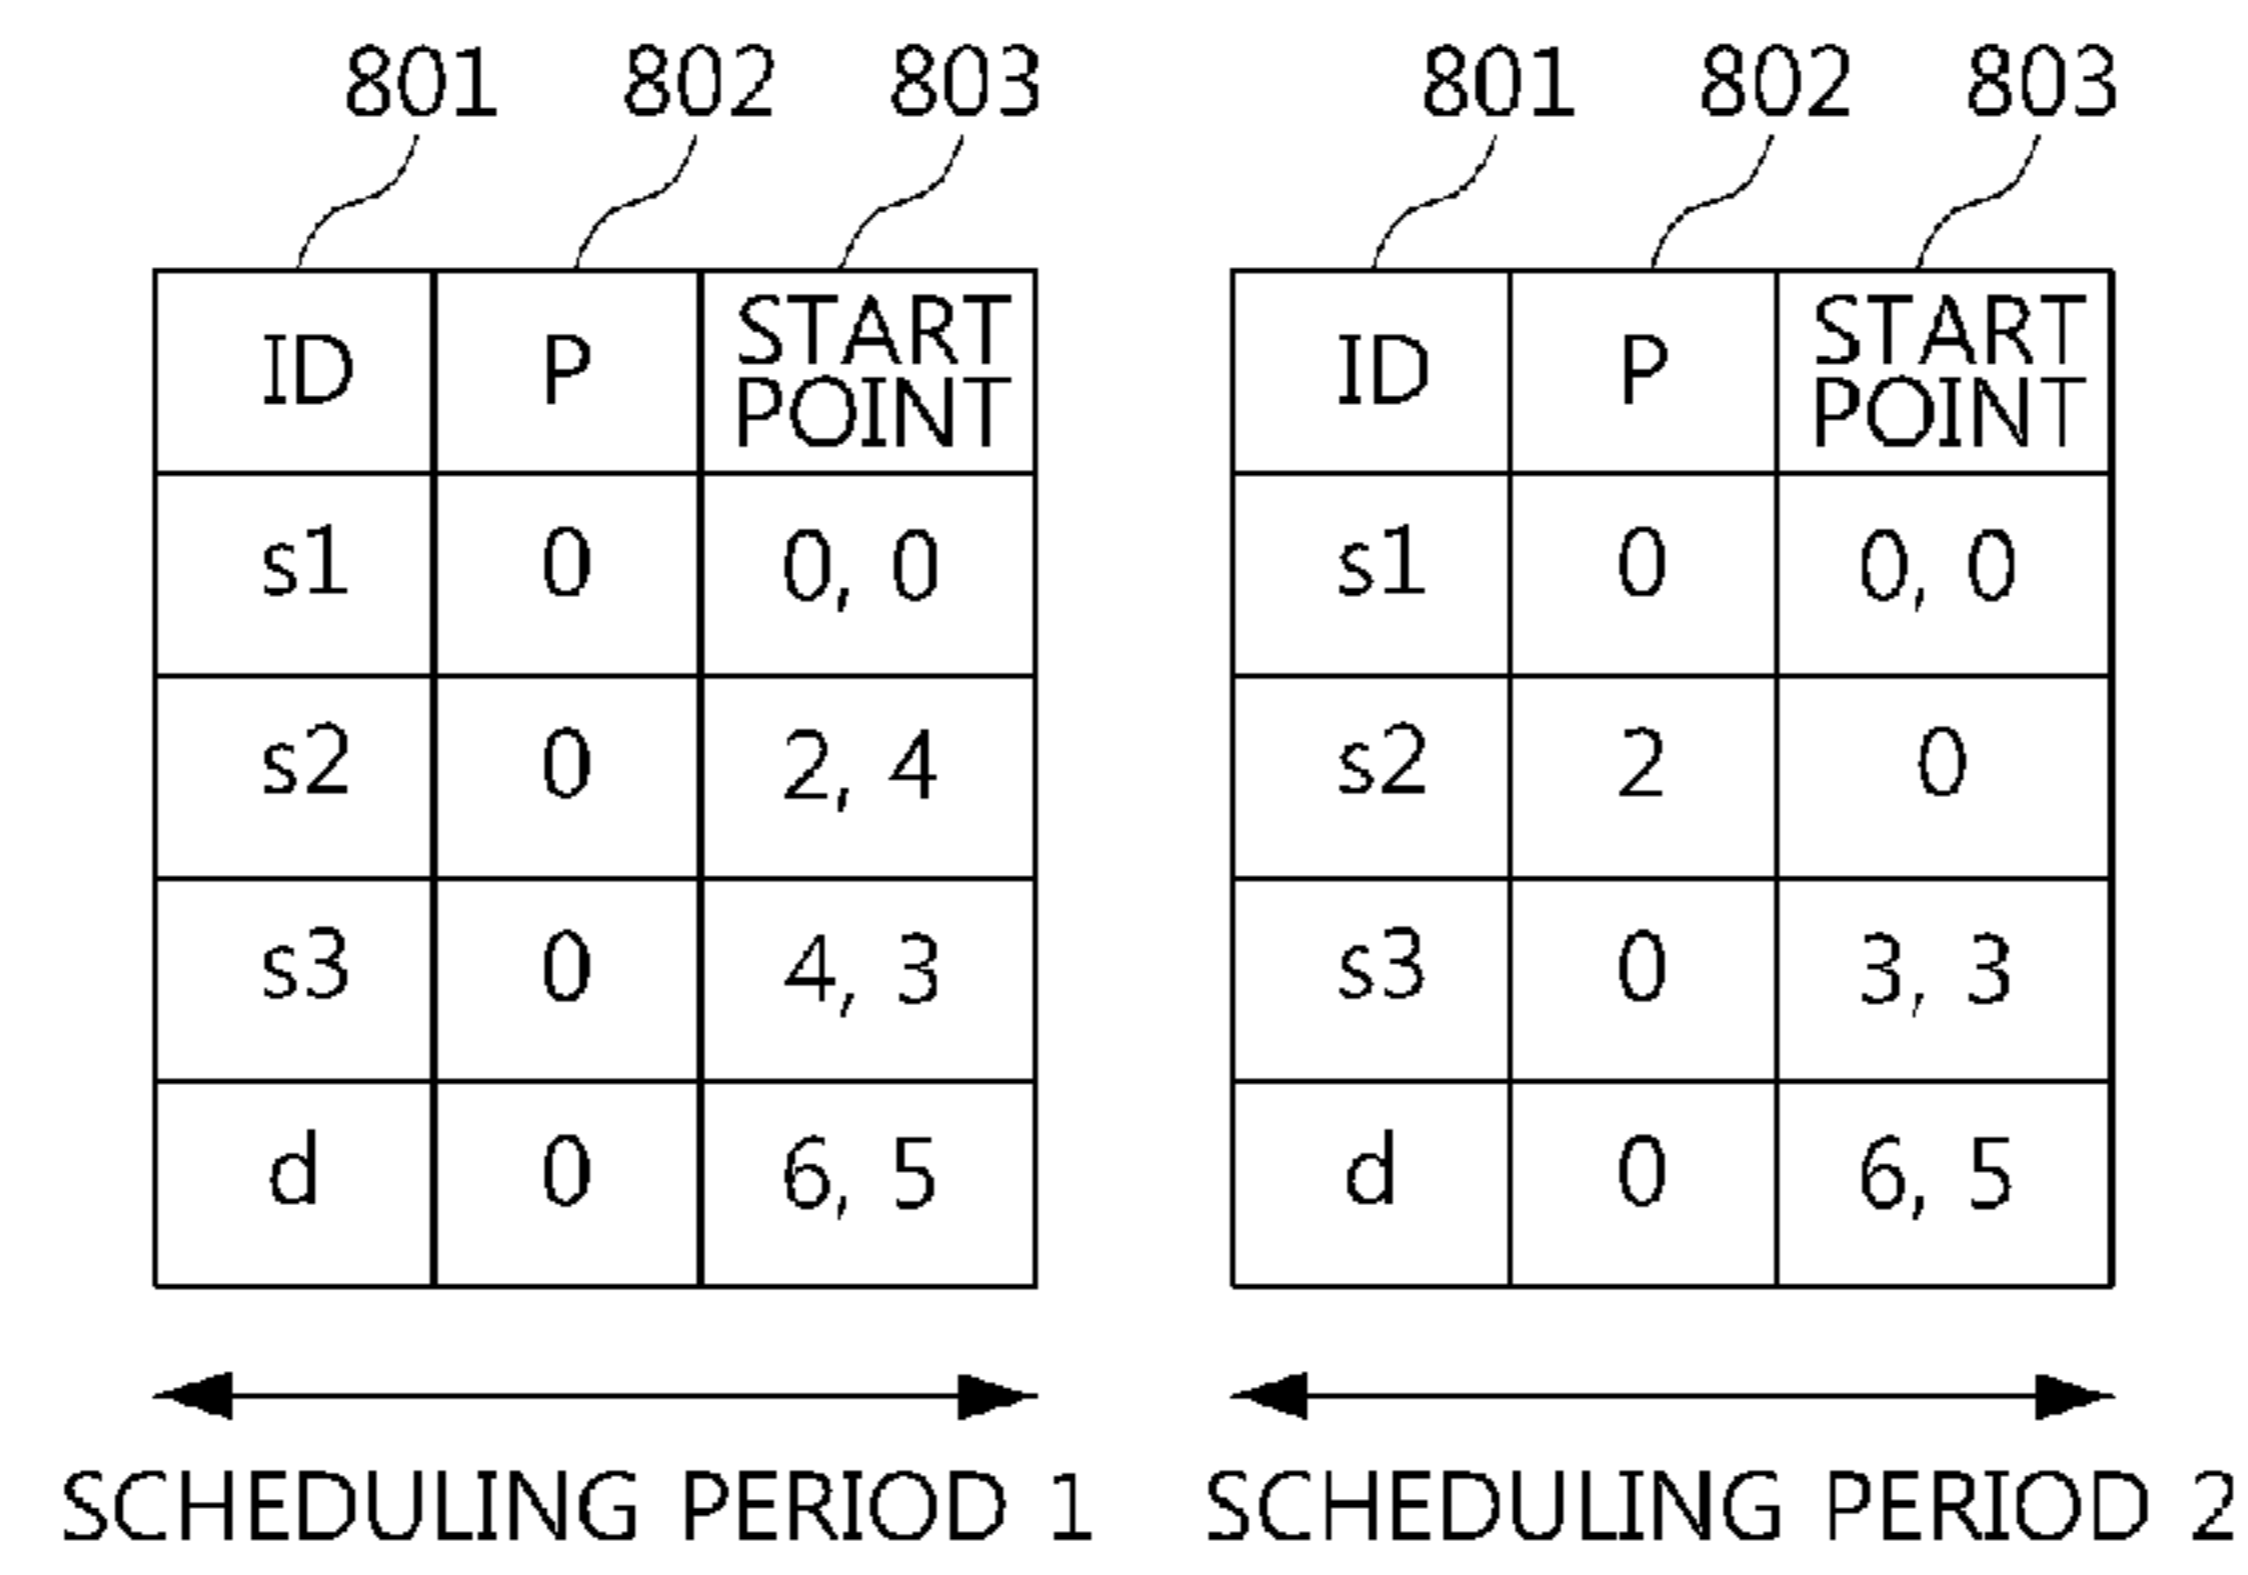 801 802 803 801 802 803
ID P START POINT ID P START POINT
s1 0 0, 0 s1 0 0, 0
s2 0 2, 4 s2 2 0
s3 0 4, 3 s3 0 3, 3
d 0 6, 5 d 0 6, 5
SCHEDULING PERIOD 1 SCHEDULING PERIOD 2